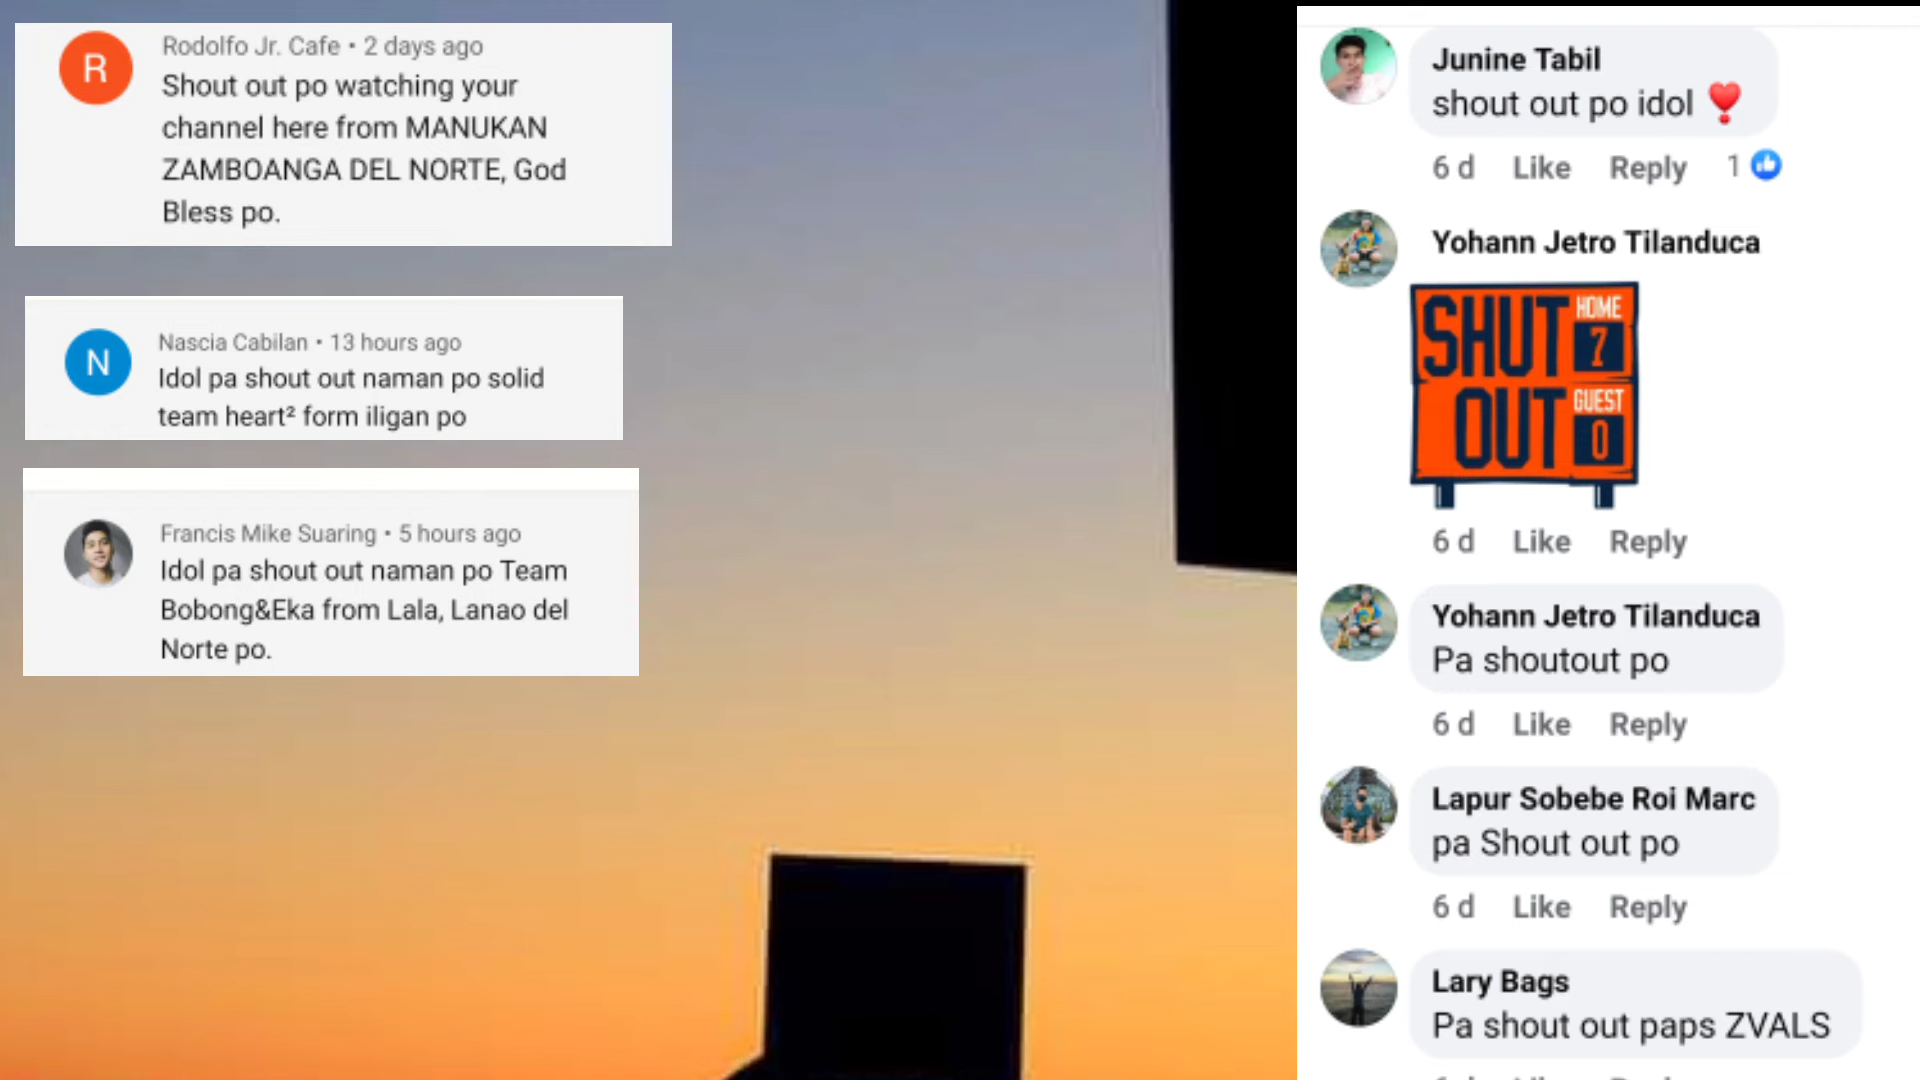 R
Rodolfo Jr. Cafe • 2 days ago
Shout out po watching your
channel here from MANUKAN
ZAMBOANGA DEL NORTE, God
Bless po.
N
Nascia Cabilan • 13 hours ago
Idol pa shout out naman po solid
team heart² form iligan po
Francis Mike Suaring • 5 hours ago
Idol pa shout out naman po Team
Bobong&Eka from Lala, Lanao del
Norte po.
Junine Tabil
shout out po idol ❣️
6 d Like Reply 1
Yohann Jetro Tilanduca
SHUT HOME 7
OUT GUEST 0
6 d Like Reply
Yohann Jetro Tilanduca
Pa shoutout po
6 d Like Reply
Lapur Sobebe Roi Marc
pa Shout out po
6 d Like Reply
Lary Bags
Pa shout out paps ZVALS